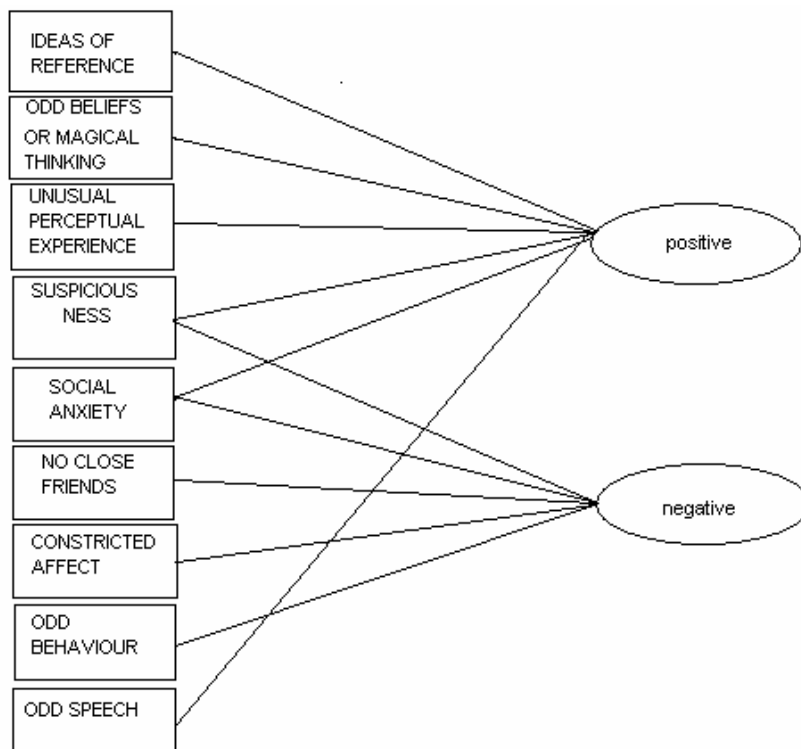 IDEAS OF
REFERENCE
ODD BELIEFS
OR MAGICAL
THINKING
UNUSUAL
PERCEPTUAL
EXPERIENCE
SUSPICIOUS
NESS
SOCIAL
ANXIETY
NO CLOSE
FRIENDS
CONSTRICTED
AFFECT
ODD
BEHAVIOUR
ODD SPEECH
positive
negative